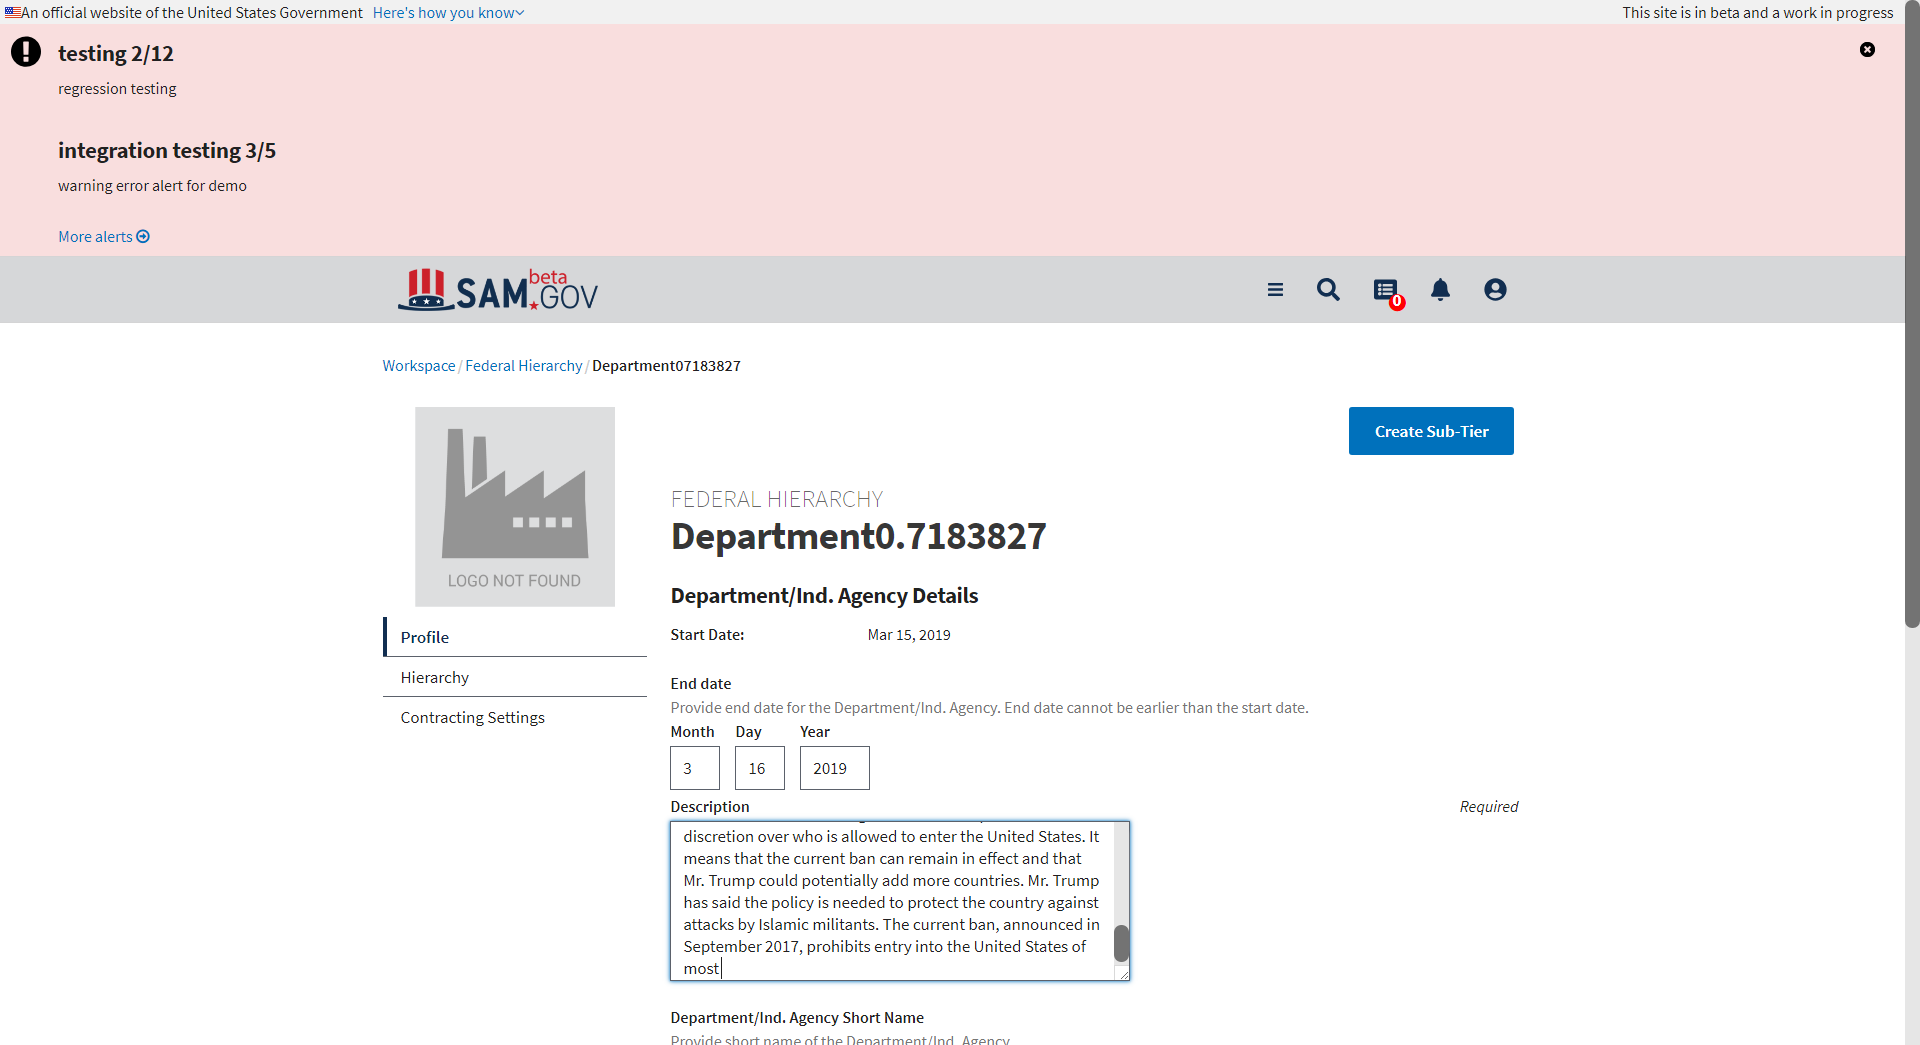 An official website of the United States Government Here's how you know
This site is in beta and a work in progress
testing 2/12
regression testing
integration testing 3/5
warning error alert for demo
More alerts
SAM.GOV beta
0
Workspace / Federal Hierarchy / Department07183827
LOGO NOT FOUND
Create Sub-Tier
FEDERAL HIERARCHY
Department0.7183827
Profile
Hierarchy
Contracting Settings
Department/Ind. Agency Details
Start Date: Mar 15, 2019
End date
Provide end date for the Department/Ind. Agency. End date cannot be earlier than the start date.
Month Day Year
3 16 2019
Description Required
discretion over who is allowed to enter the United States. It
means that the current ban can remain in effect and that
Mr. Trump could potentially add more countries. Mr. Trump
has said the policy is needed to protect the country against
attacks by Islamic militants. The current ban, announced in
September 2017, prohibits entry into the United States of
most
Department/Ind. Agency Short Name
Provide short name of the Department/Ind. Agency